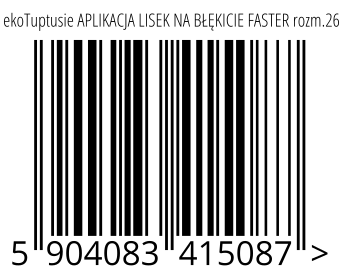 ekoTuptusie APLIKACJA LISEK NA BŁĘKICIE FASTER rozm.26
5 904083 415087 >